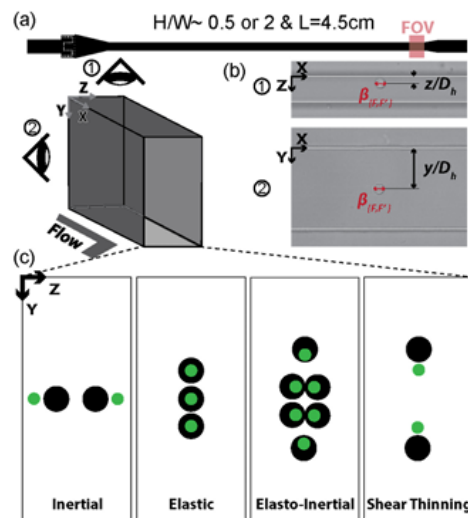 (a)
H/W~ 0.5 or 2 & L=4.5cm
FOV
①
Z
X
Y
②
Flow
(b)
①
X
Z
z/Dₕ
β(F,F')
②
X
Y
y/Dₕ
β(F,F')
(c)
Z
Y
Inertial
Elastic
Elasto-Inertial
Shear Thinning